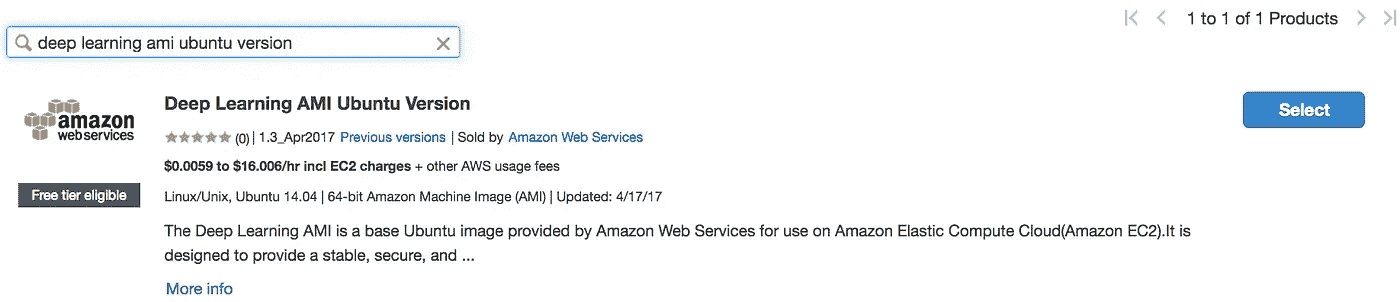 1 to 1 of 1 Products
deep learning ami ubuntu version
Deep Learning AMI Ubuntu Version
amazon
webservices
(0) | 1.3_Apr2017 Previous versions | Sold by Amazon Web Services
Select
$0.0059 to $16.006/hr incl EC2 charges + other AWS usage fees
Free tier eligible
Linux/Unix, Ubuntu 14.04 | 64-bit Amazon Machine Image (AMI) | Updated: 4/17/17
The Deep Learning AMI is a base Ubuntu image provided by Amazon Web Services for use on Amazon Elastic Compute Cloud(Amazon EC2).It is
designed to provide a stable, secure, and ...
More info